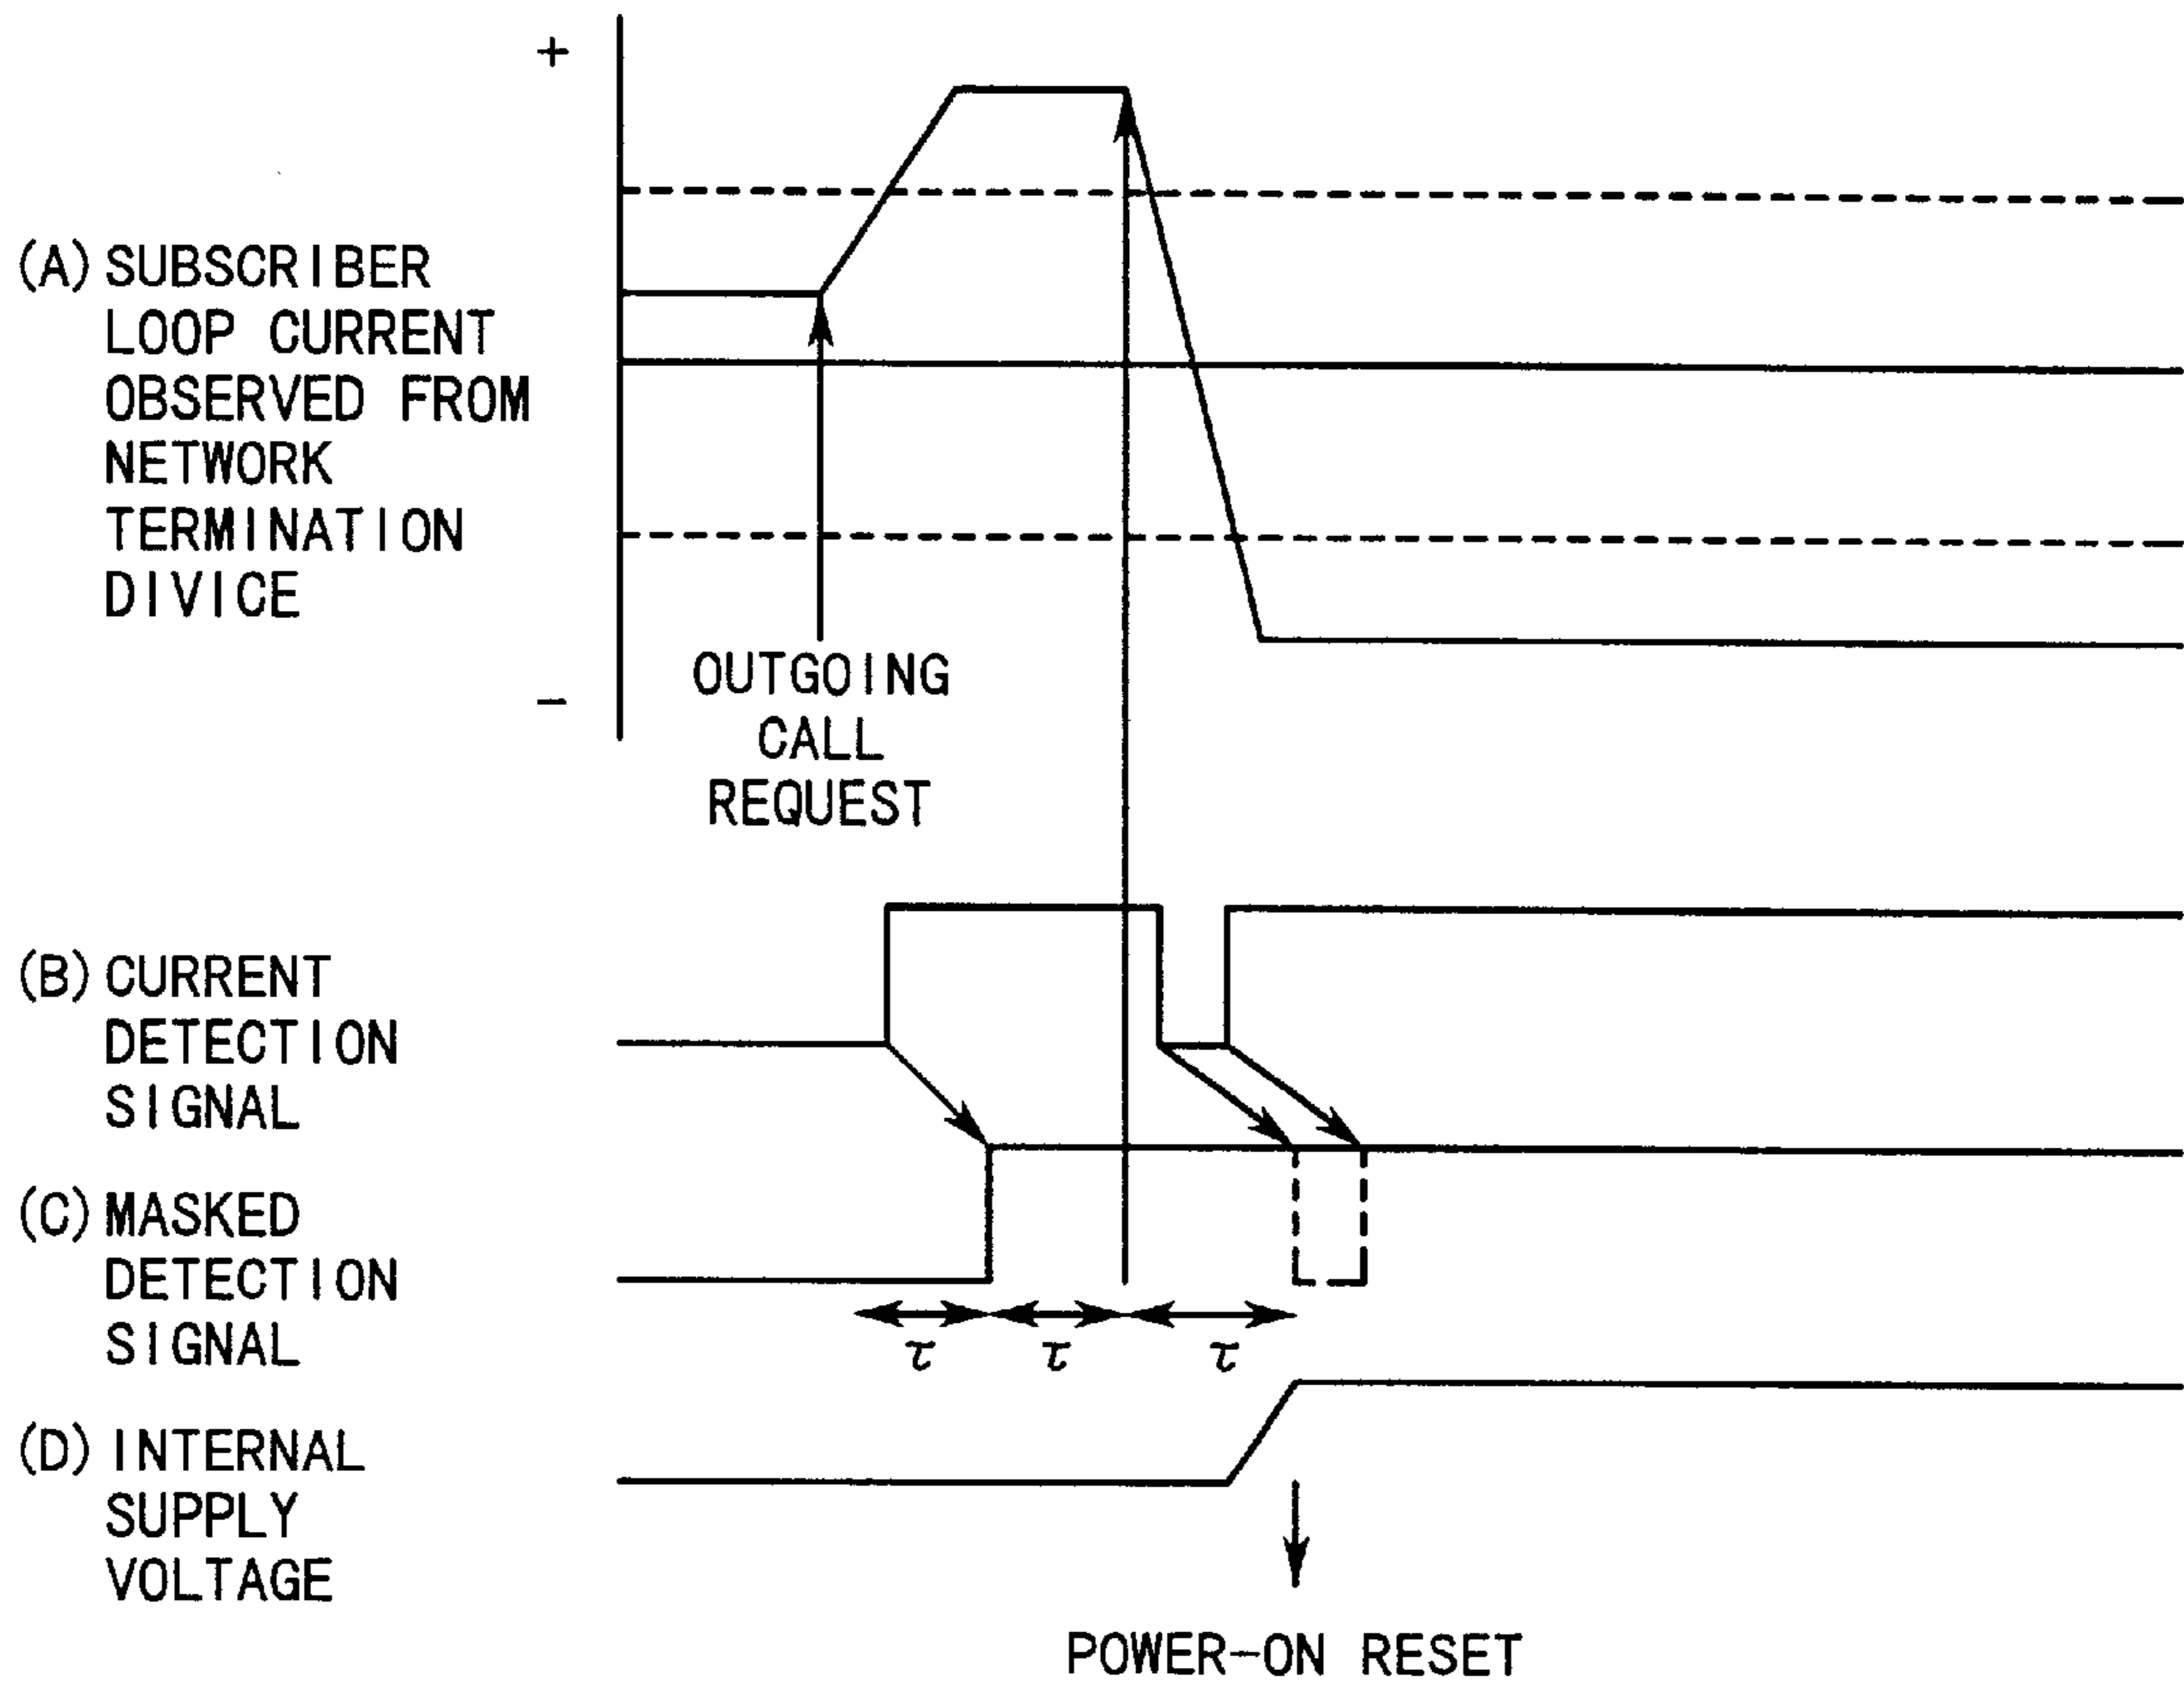 +
(A) SUBSCRIBER
LOOP CURRENT
OBSERVED FROM
NETWORK
TERMINATION
DIVICE
−
OUTGOING
CALL
REQUEST
(B) CURRENT
DETECTION
SIGNAL
(C) MASKED
DETECTION
SIGNAL
τ τ τ
(D) INTERNAL
SUPPLY
VOLTAGE
POWER-ON RESET